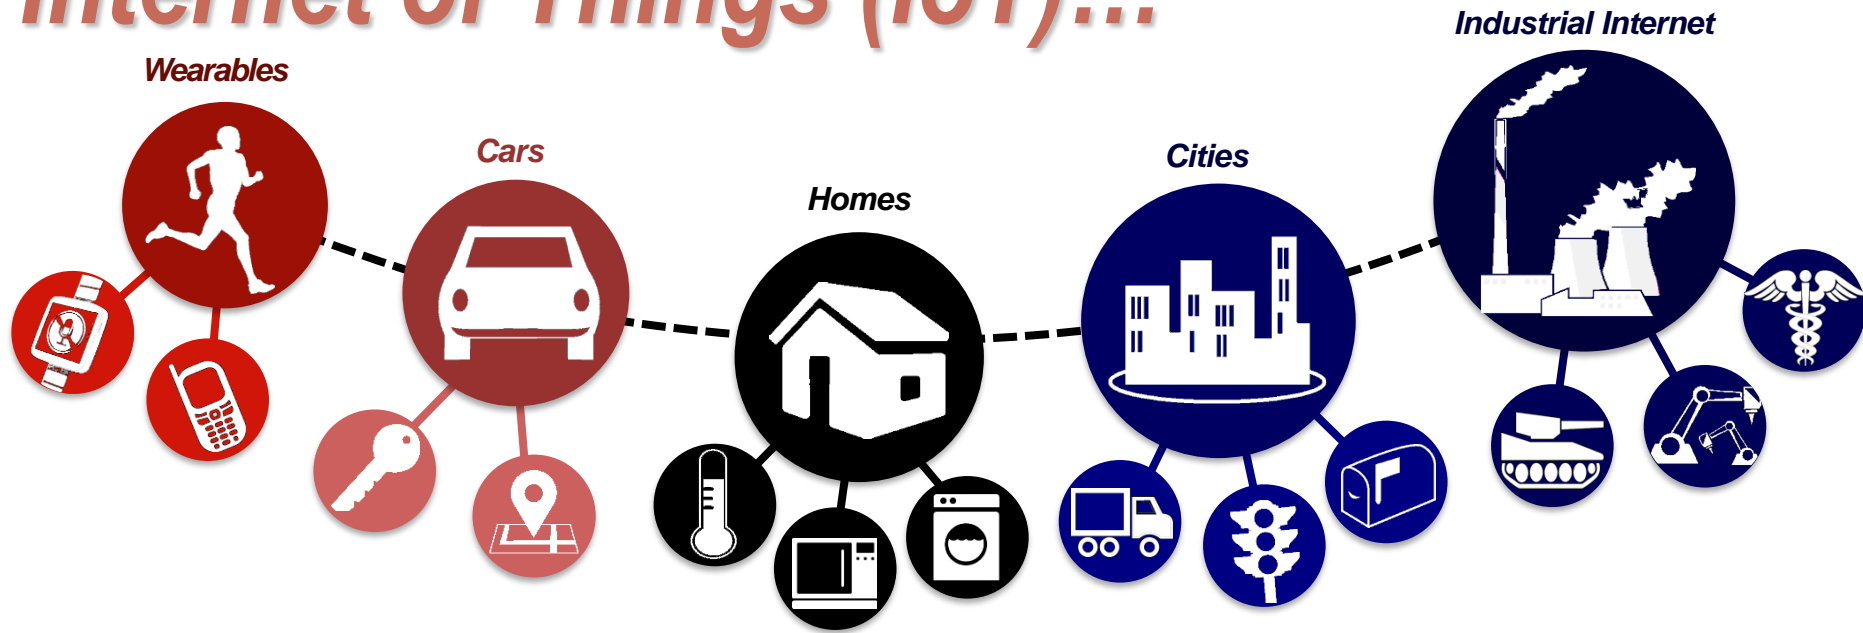 Internet of Things (IoT)...
Industrial Internet
Wearables
Cars
Cities
Homes